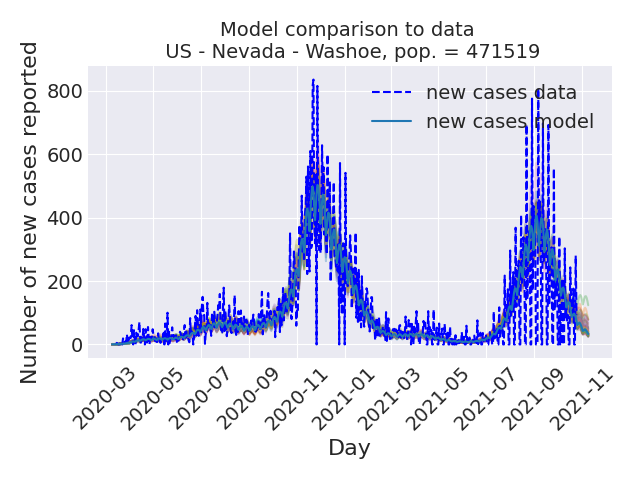 Model comparison to data
US - Nevada - Washoe, pop. = 471519
Number of new cases reported
800
600
400
200
0
new cases data
new cases model
2020-03
2020-05
2020-07
2020-09
2020-11
2021-01
2021-03
2021-05
2021-07
2021-09
2021-11
Day